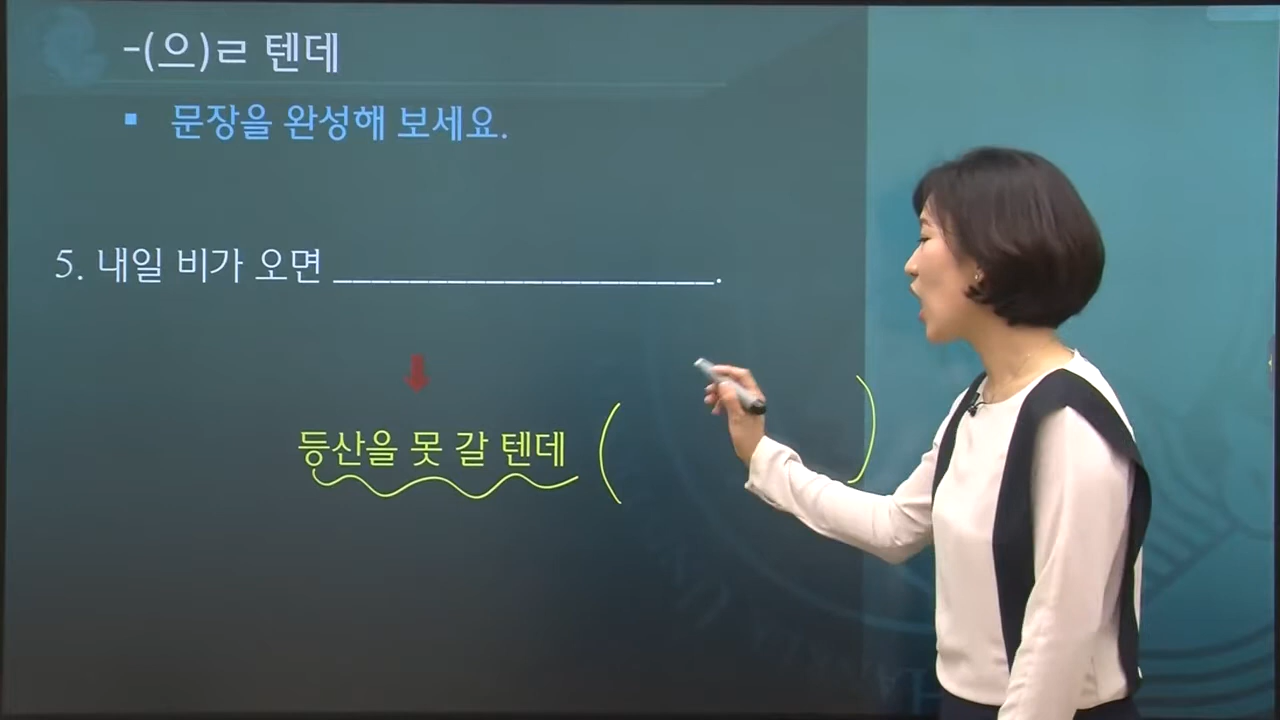 -(으)ㄹ 텐데
▪ 문장을 완성해 보세요.
5. 내일 비가 오면 ____________________.
등산을 못 갈 텐데 ( )